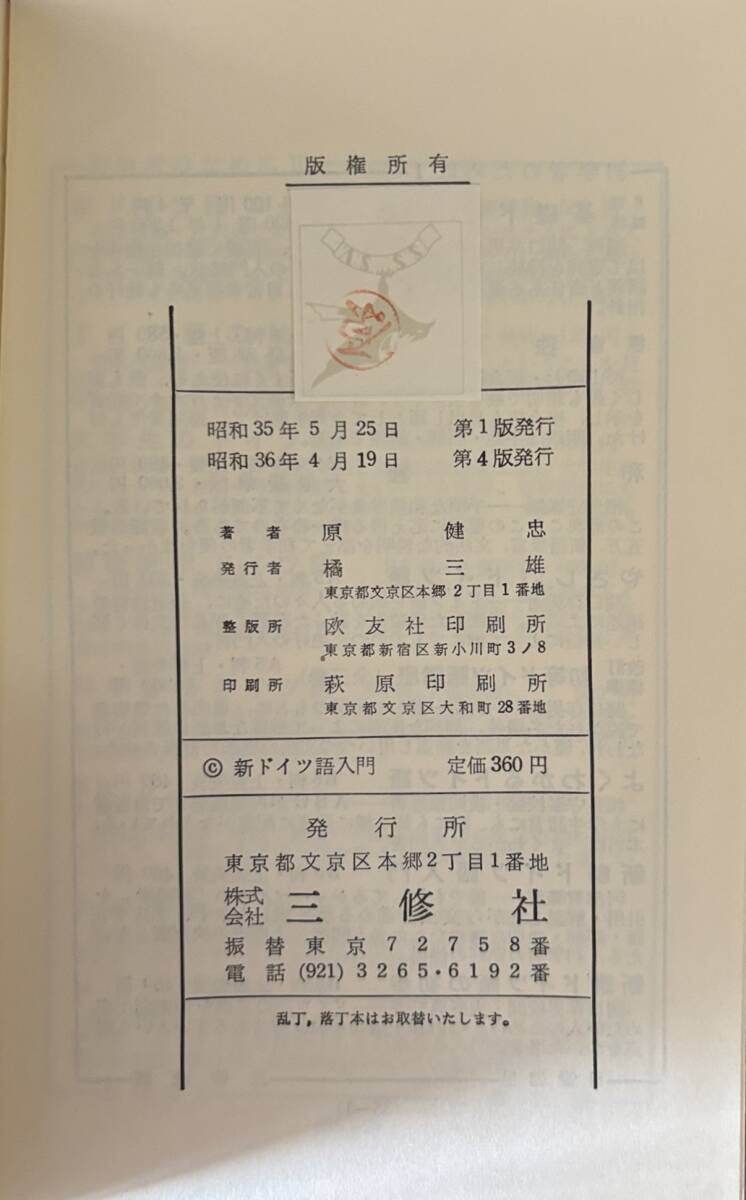 版権所有
昭和35年5月25日 第1版発行
昭和36年4月19日 第4版発行
著者 原健忠
発行者 橘三雄
東京都文京区本郷2丁目1番地
整版所 欧友社印刷所
東京都新宿区新小川町3ノ8
印刷所 萩原印刷所
東京都文京区大和町28番地
© 新ドイツ語入門 定価360円
発行所
東京都文京区本郷2丁目1番地
株式会社 三修社
振替東京72758番
電話(921)3265・6192番
乱丁，落丁本はお取替いたします。